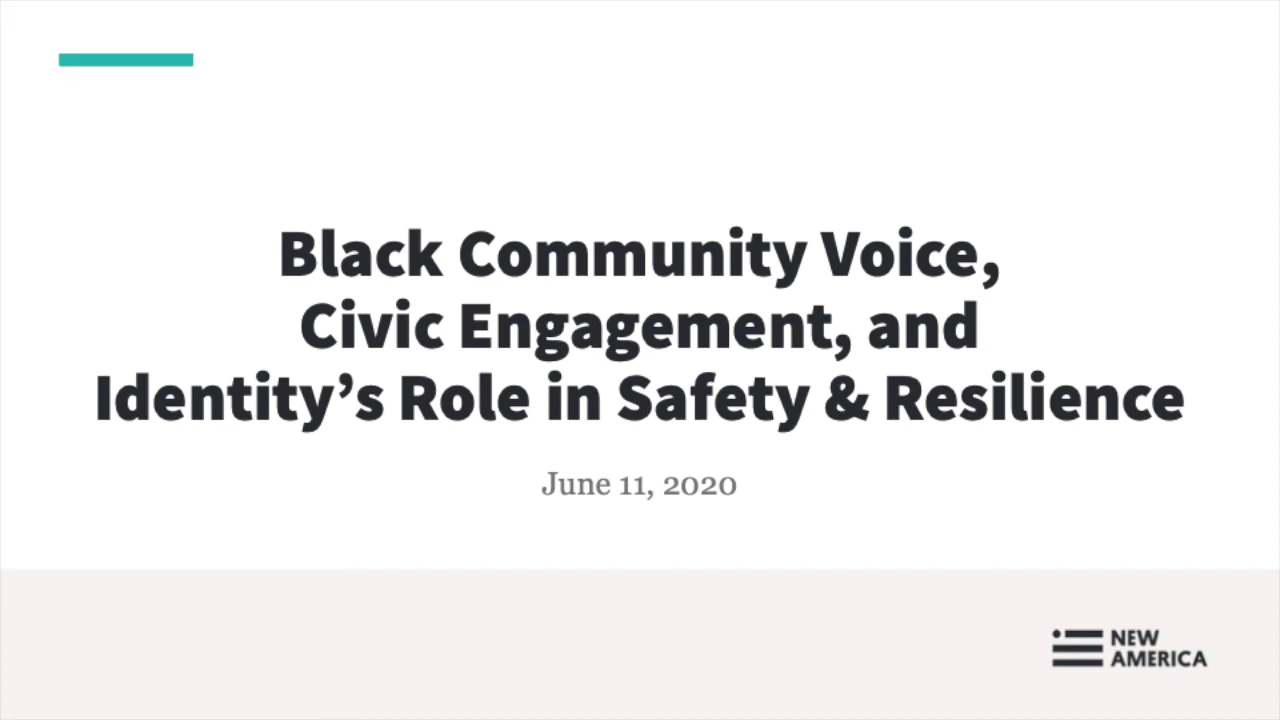 Black Community Voice,
Civic Engagement, and
Identity’s Role in Safety & Resilience
June 11, 2020
NEW
AMERICA